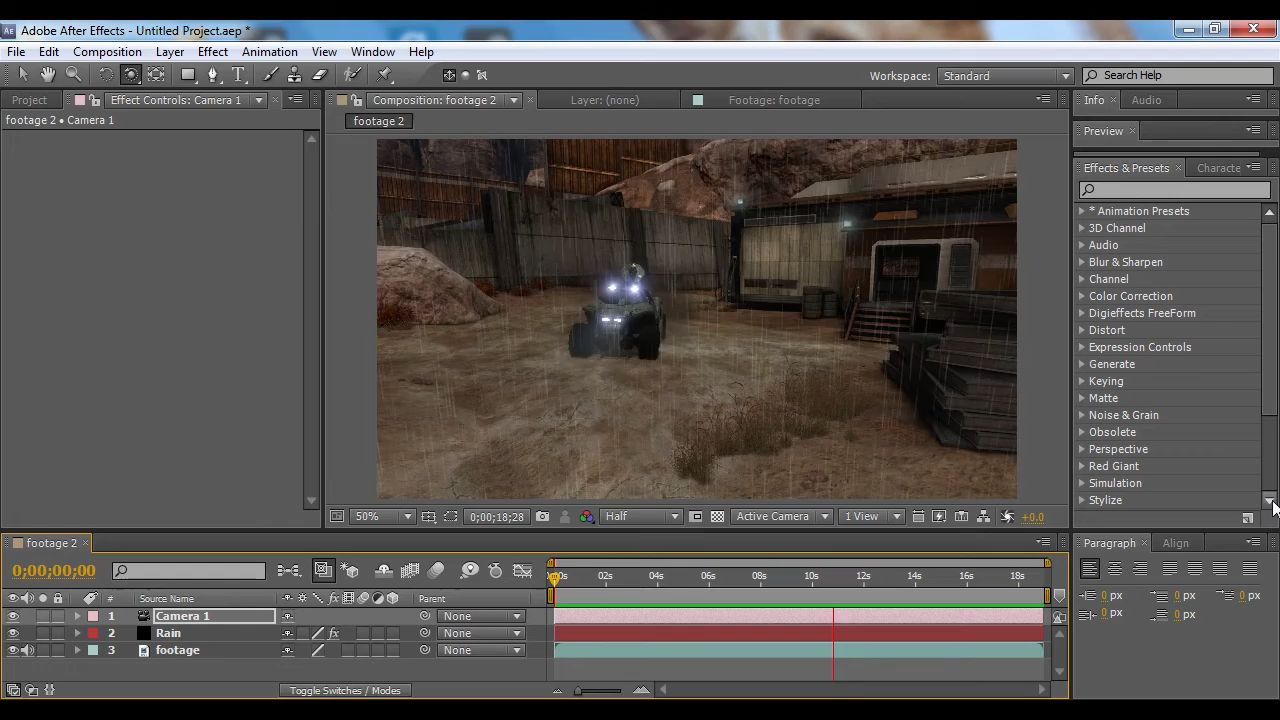 Adobe After Effects - Untitled Project.aep *
File Edit Composition Layer Effect Animation View Window Help
Workspace: Standard Search Help
Project Effect Controls: Camera 1 Composition: footage 2 Layer: (none) Footage: footage Info Audio
footage 2 • Camera 1 footage 2
Preview
Effects & Presets Characte
* Animation Presets
3D Channel
Audio
Blur & Sharpen
Channel
Color Correction
Digieffects FreeForm
Distort
Expression Controls
Generate
Keying
Matte
Noise & Grain
Obsolete
Perspective
Red Giant
Simulation
Stylize
50% 0;00;18;28 Half Active Camera 1 View +0.0
footage 2 Paragraph Align
0;00;00;00
0s 02s 04s 06s 08s 10s 12s 14s 16s 18s
# Source Name fx Parent
1 Camera 1 None
2 Rain fx None
3 footage None
Toggle Switches / Modes
0 px 0 px 0 px
0 px 0 px